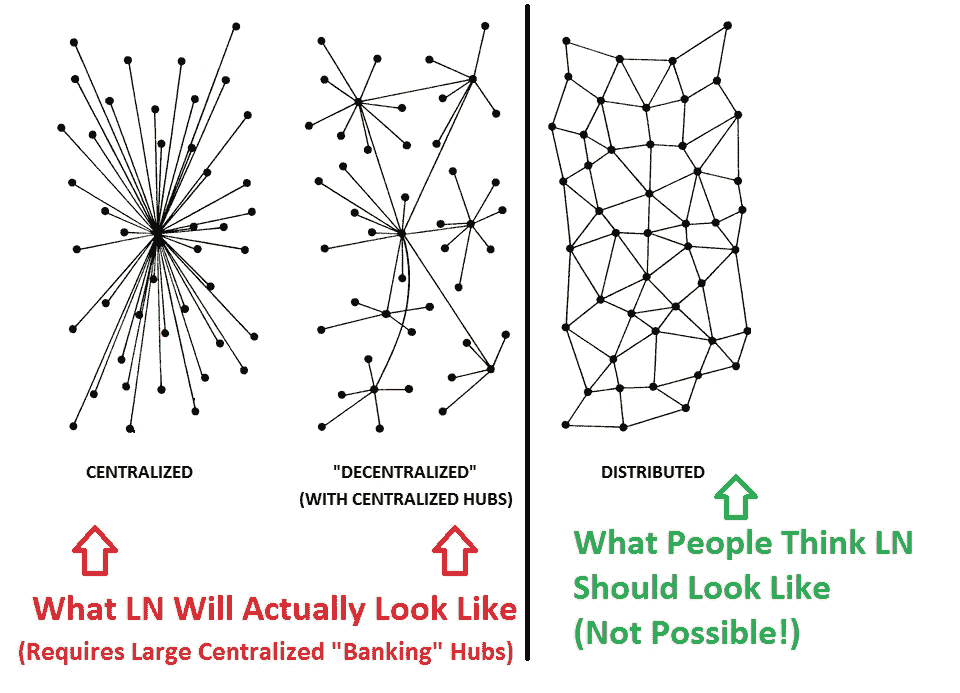 CENTRALIZED
"DECENTRALIZED"
(WITH CENTRALIZED HUBS)
DISTRIBUTED
What LN Will Actually Look Like
(Requires Large Centralized "Banking" Hubs)
What People Think LN
Should Look Like
(Not Possible!)